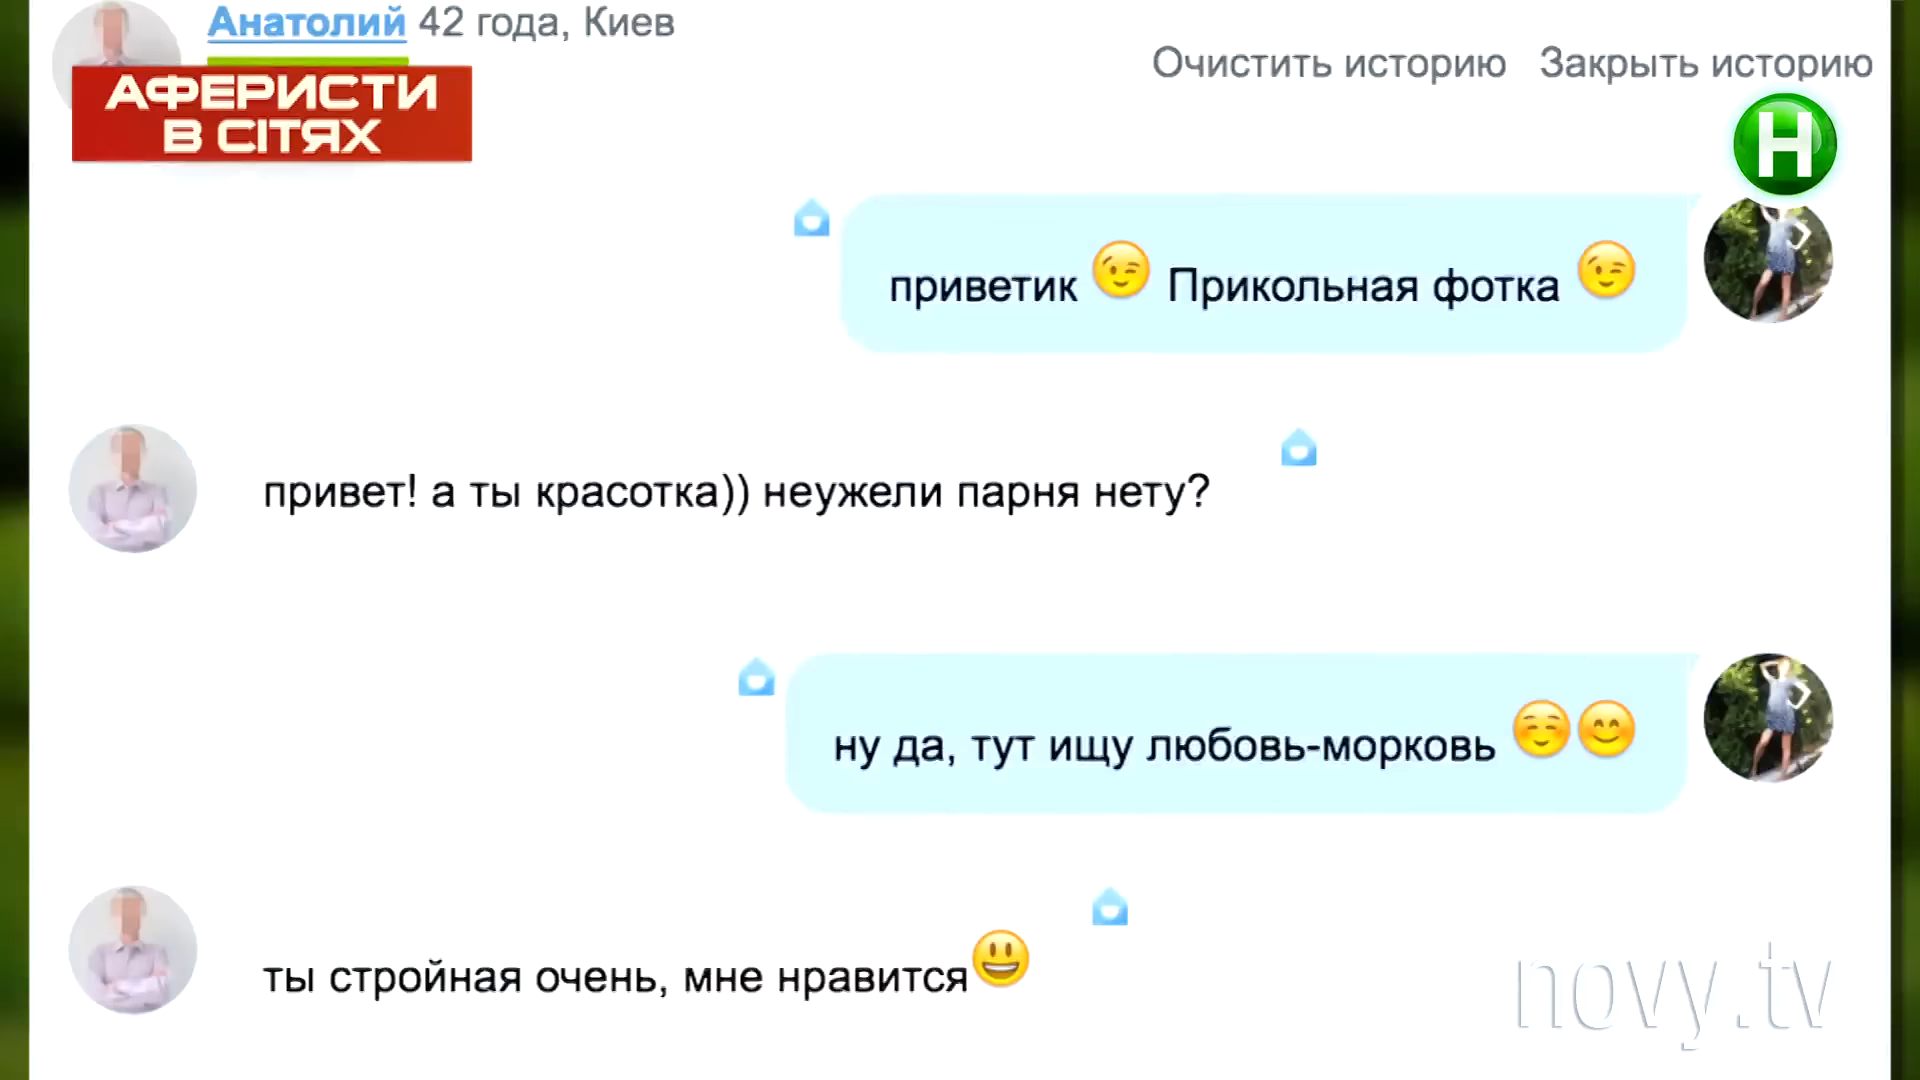 Анатолий 42 года, Киев
Очистить историю Закрыть историю
АФЕРИСТИ
В СІТЯХ
Н
приветик 😉 Прикольная фотка 😉
привет! а ты красотка)) неужели парня нету?
ну да, тут ищу любовь-морковь ☺️😊
ты стройная очень, мне нравится😃
novy.tv